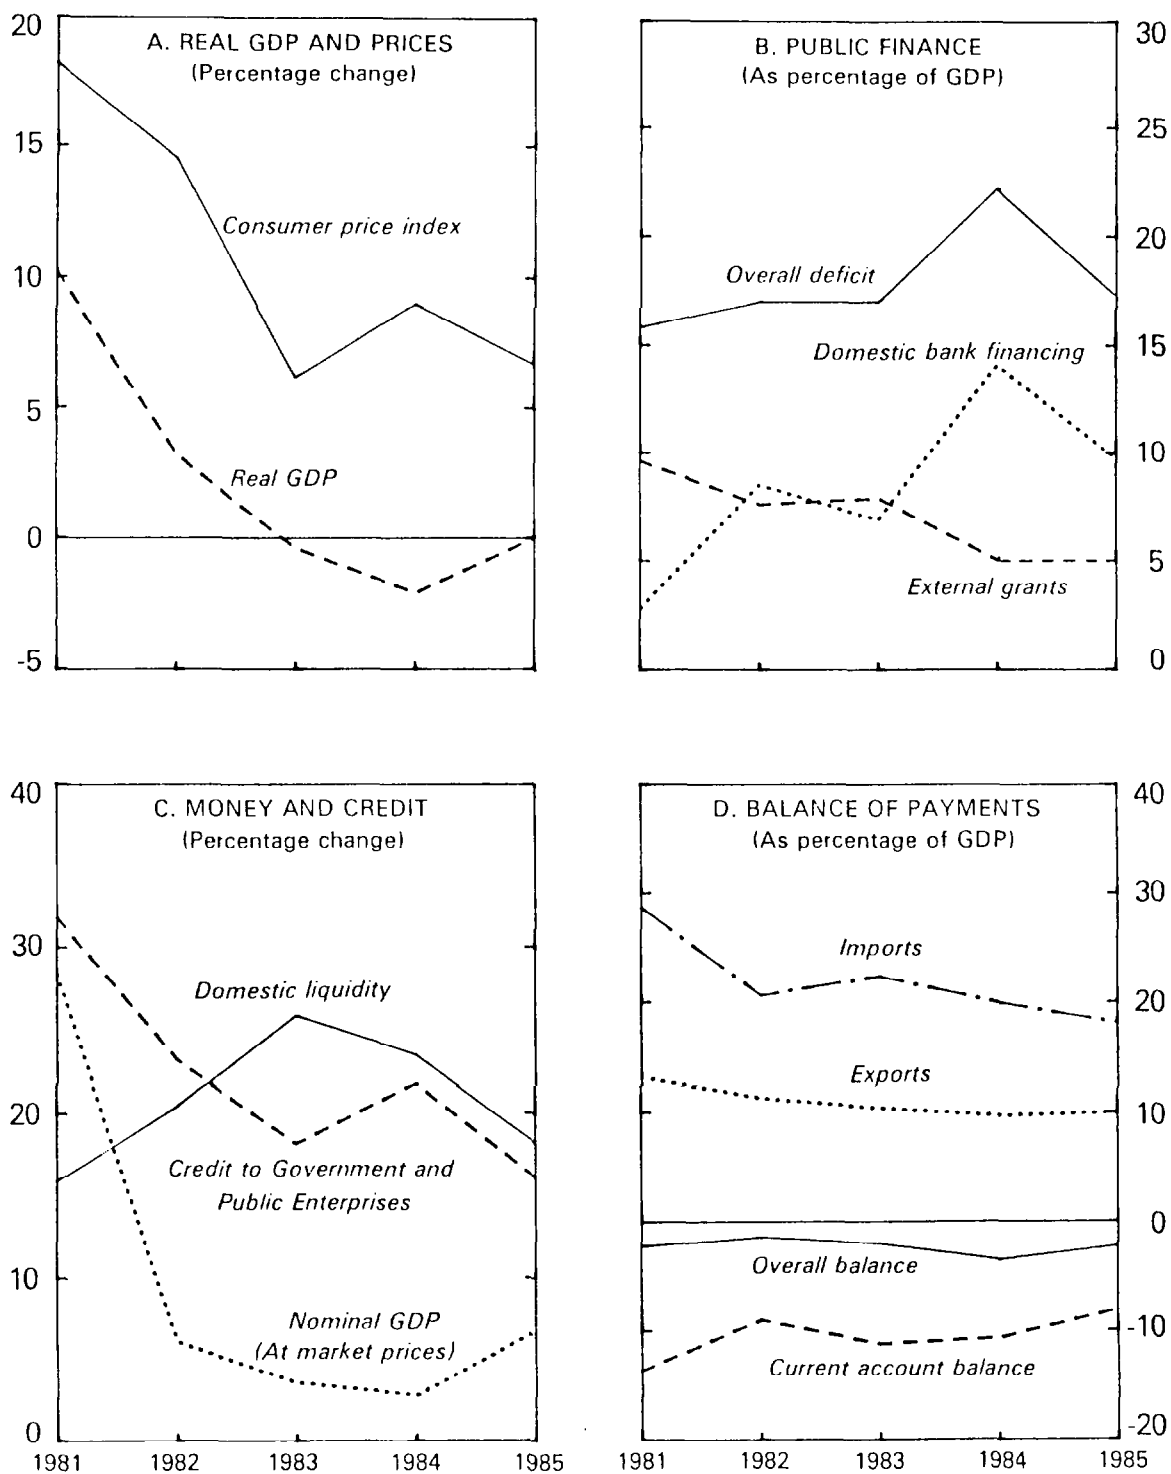 A. REAL GDP AND PRICES
(Percentage change)
20
15
10
5
0
-5
Consumer price index
Real GDP
B. PUBLIC FINANCE
(As percentage of GDP)
30
25
20
15
10
5
0
Overall deficit
Domestic bank financing
External grants
C. MONEY AND CREDIT
(Percentage change)
40
30
20
10
0
Domestic liquidity
Credit to Government and
Public Enterprises
Nominal GDP
(At market prices)
1981 1982 1983 1984 1985
D. BALANCE OF PAYMENTS
(As percentage of GDP)
40
30
20
10
0
-10
-20
Imports
Exports
Overall balance
Current account balance
1981 1982 1983 1984 1985